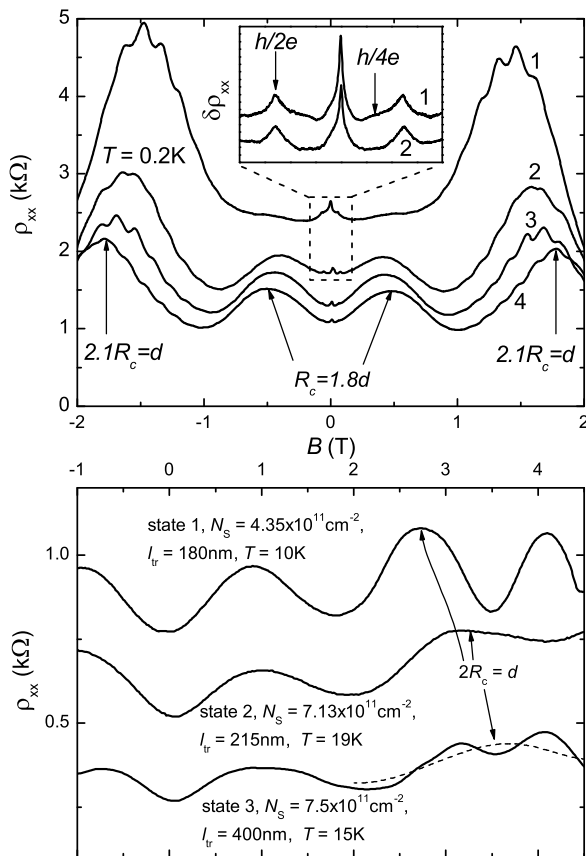 5
4
3
2
1
0
ρxx (kΩ)
h/2e
h/4e
δρxx
1
2
1
T = 0.2K
2
3
4
2.1Rc=d
Rc=1.8d
2.1Rc=d
-2 -1 0 1 2
B (T)
-1 0 1 2 3 4
1.0
0.5
ρxx (kΩ)
state 1, NS = 4.35x10¹¹cm⁻²,
ltr = 180nm, T = 10K
2Rc = d
state 2, NS = 7.13x10¹¹cm⁻²,
ltr = 215nm, T = 19K
state 3, NS = 7.5x10¹¹cm⁻²,
ltr = 400nm, T = 15K